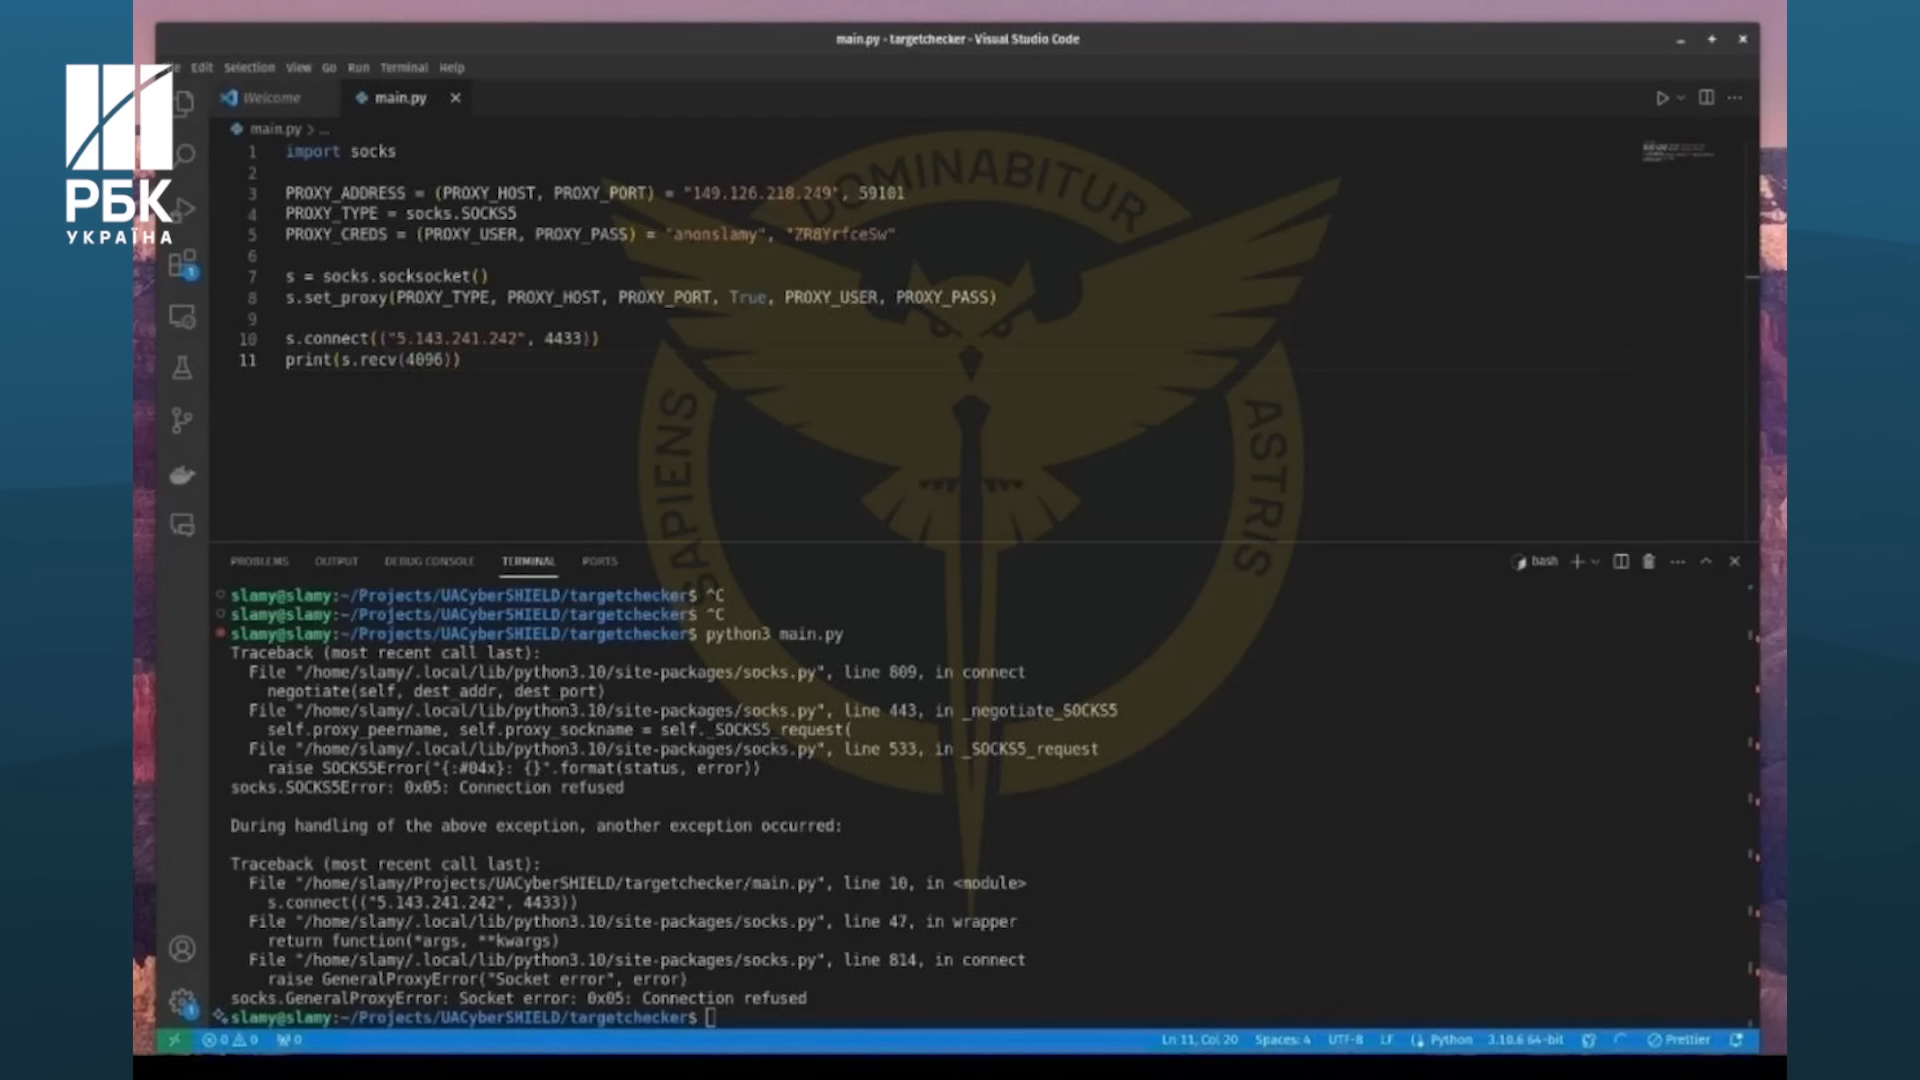 main.py - targetchecker - Visual Studio Code
Edit Selection View Go Run Terminal Help
РБК
УКРАЇНА
Welcome main.py
main.py > ...
1 import socks
2
3 PROXY_ADDRESS = (PROXY_HOST, PROXY_PORT) = "149.126.218.249", 59101
4 PROXY_TYPE = socks.SOCKS5
5 PROXY_CREDS = (PROXY_USER, PROXY_PASS) = "anonslamy", "ZR8YrfceSw"
6
7 s = socks.socksocket()
8 s.set_proxy(PROXY_TYPE, PROXY_HOST, PROXY_PORT, True, PROXY_USER, PROXY_PASS)
9
10 s.connect(("5.143.241.242", 4433))
11 print(s.recv(4096))
SAPIENS DOMINABITUR ASTRIS
PROBLEMS OUTPUT DEBUG CONSOLE TERMINAL PORTS bash
slamy@slamy:~/Projects/UACyberSHIELD/targetchecker$ ^C
slamy@slamy:~/Projects/UACyberSHIELD/targetchecker$ ^C
slamy@slamy:~/Projects/UACyberSHIELD/targetchecker$ python3 main.py
Traceback (most recent call last):
File "/home/slamy/.local/lib/python3.10/site-packages/socks.py", line 809, in connect
negotiate(self, dest_addr, dest_port)
File "/home/slamy/.local/lib/python3.10/site-packages/socks.py", line 443, in _negotiate_SOCKS5
self.proxy_peername, self.proxy_sockname = self._SOCKS5_request(
File "/home/slamy/.local/lib/python3.10/site-packages/socks.py", line 533, in _SOCKS5_request
raise SOCKS5Error("{:#04x}: {}".format(status, error))
socks.SOCKS5Error: 0x05: Connection refused
During handling of the above exception, another exception occurred:
Traceback (most recent call last):
File "/home/slamy/Projects/UACyberSHIELD/targetchecker/main.py", line 10, in <module>
s.connect(("5.143.241.242", 4433))
File "/home/slamy/.local/lib/python3.10/site-packages/socks.py", line 47, in wrapper
return function(*args, **kwargs)
File "/home/slamy/.local/lib/python3.10/site-packages/socks.py", line 814, in connect
raise GeneralProxyError("Socket error", error)
socks.GeneralProxyError: Socket error: 0x05: Connection refused
slamy@slamy:~/Projects/UACyberSHIELD/targetchecker$
0 0 0 Ln 11, Col 20 Spaces: 4 UTF-8 LF Python 3.10.6 64-bit Prettier